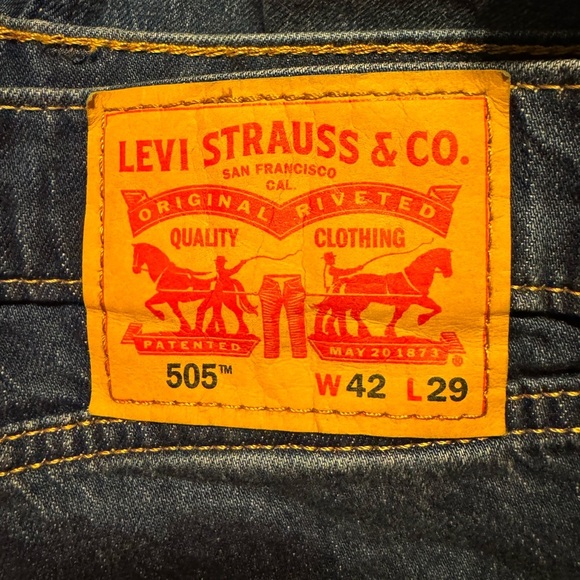 LEVI STRAUSS & CO.
SAN FRANCISCO
CAL.
ORIGINAL RIVETED
QUALITY CLOTHING
PATENTED MAY 20 1873 ®
505™ W 42 L 29